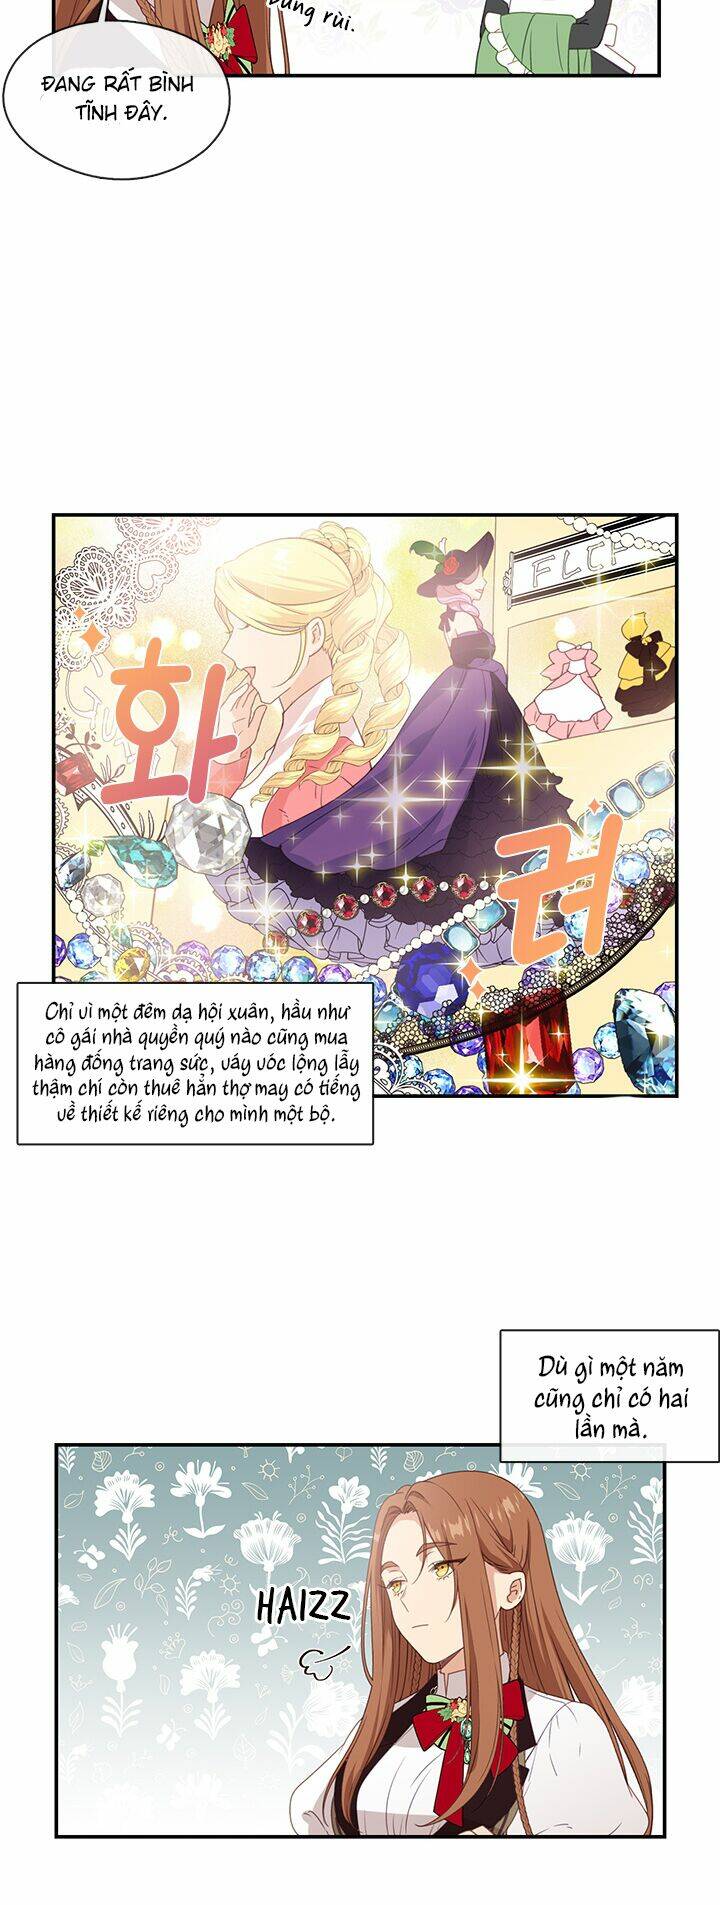 Đúng rùi.
ĐANG RẤT BÌNH
TĨNH ĐÂY.
FLCH
화
려
Chỉ vì một đêm dạ hội xuân, hầu như
cô gái nhà quyền quý nào cũng mua
hàng đống trang sức, váy vóc lộng lẫy
thậm chí còn thuê hẳn thợ may có tiếng
về thiết kế riêng cho mình một bộ.
Dù gì một năm
cũng chỉ có hai
lần mà.
HAIZZ